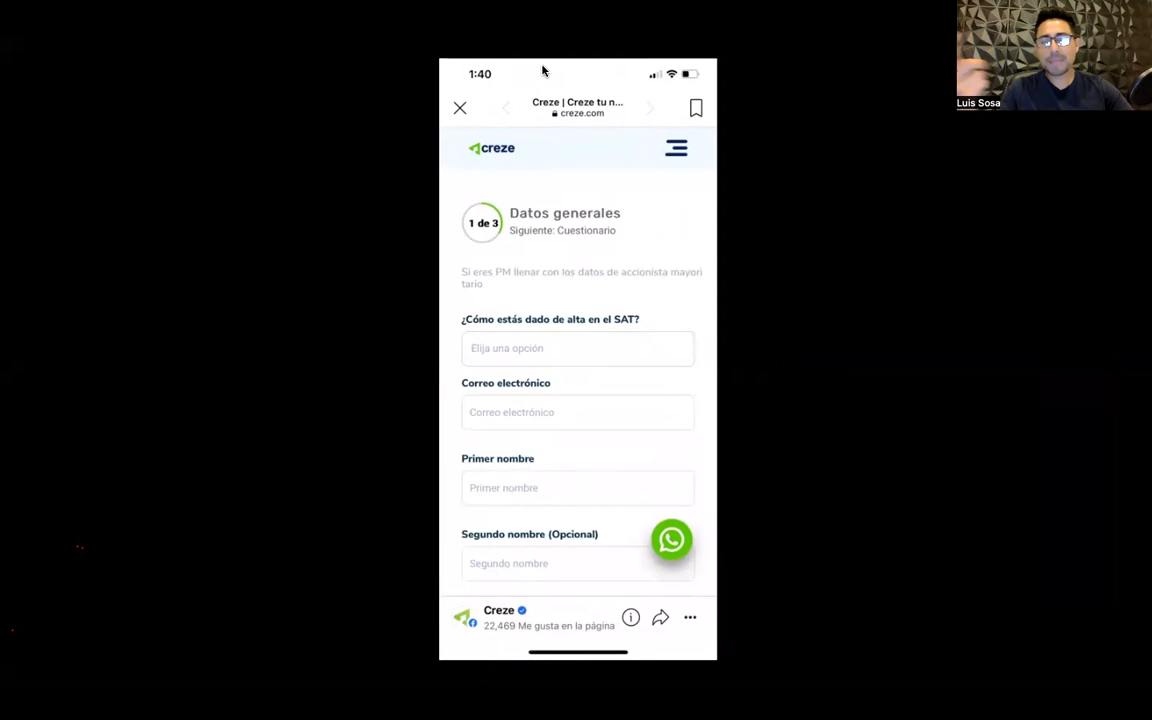 1:40
Creze | Creze tu n...
creze.com
creze
1 de 3
Datos generales
Siguiente: Cuestionario
Si eres PM llenar con los datos de accionista mayori
tario
¿Cómo estás dado de alta en el SAT?
Elija una opción
Correo electrónico
Correo electrónico
Primer nombre
Primer nombre
Segundo nombre (Opcional)
Segundo nombre
Creze
22,469 Me gusta en la página
Luis Sosa